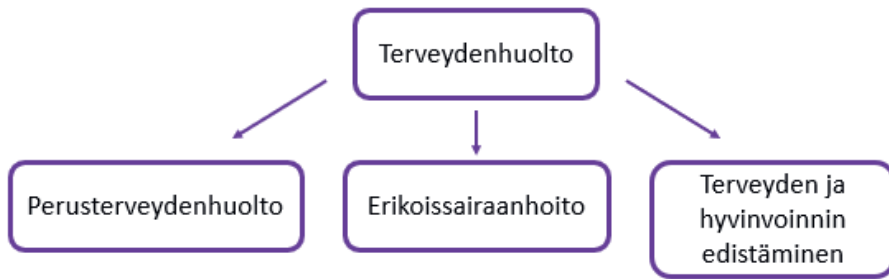 Terveydenhuolto
Perusterveydenhuolto
Erikoissairaanhoito
Terveyden ja
hyvinvoinnin
edistäminen